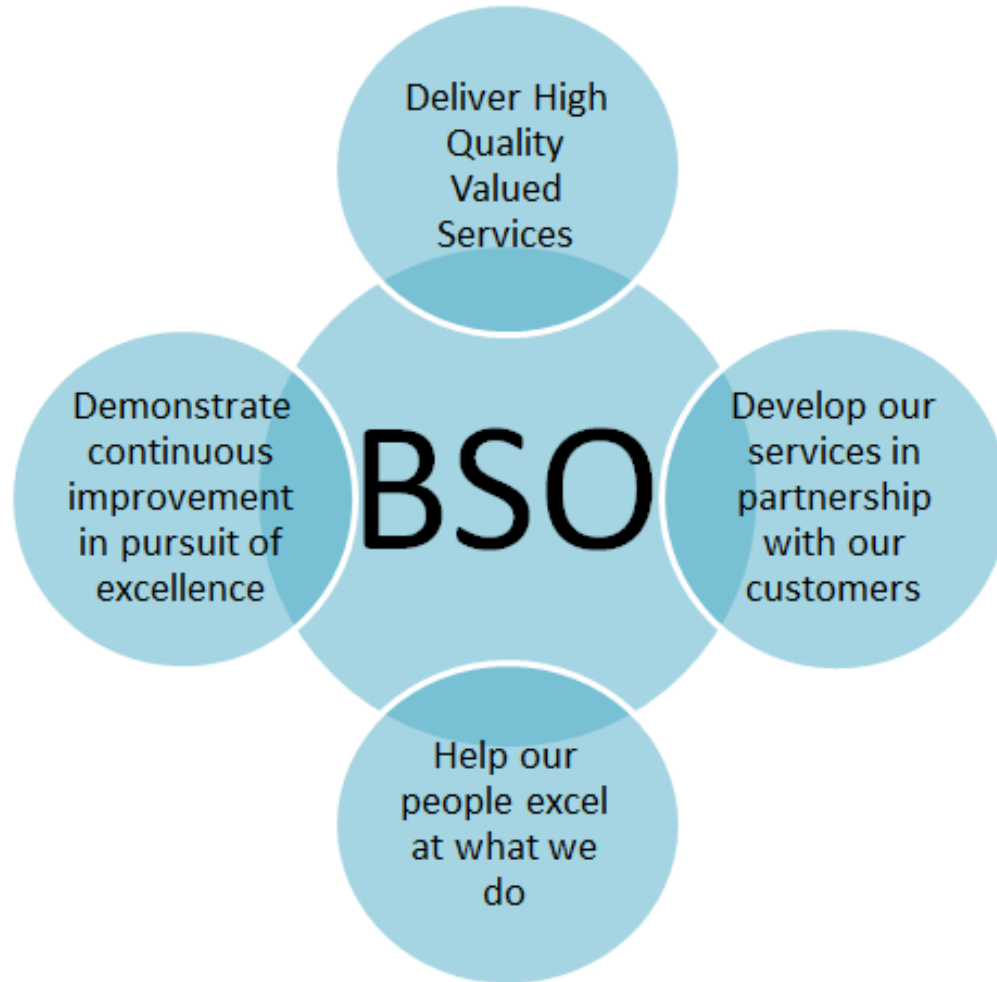 Deliver High
Quality
Valued
Services
Demonstrate
continuous
improvement
in pursuit of
excellence
BSO
Develop our
services in
partnership
with our
customers
Help our
people excel
at what we
do